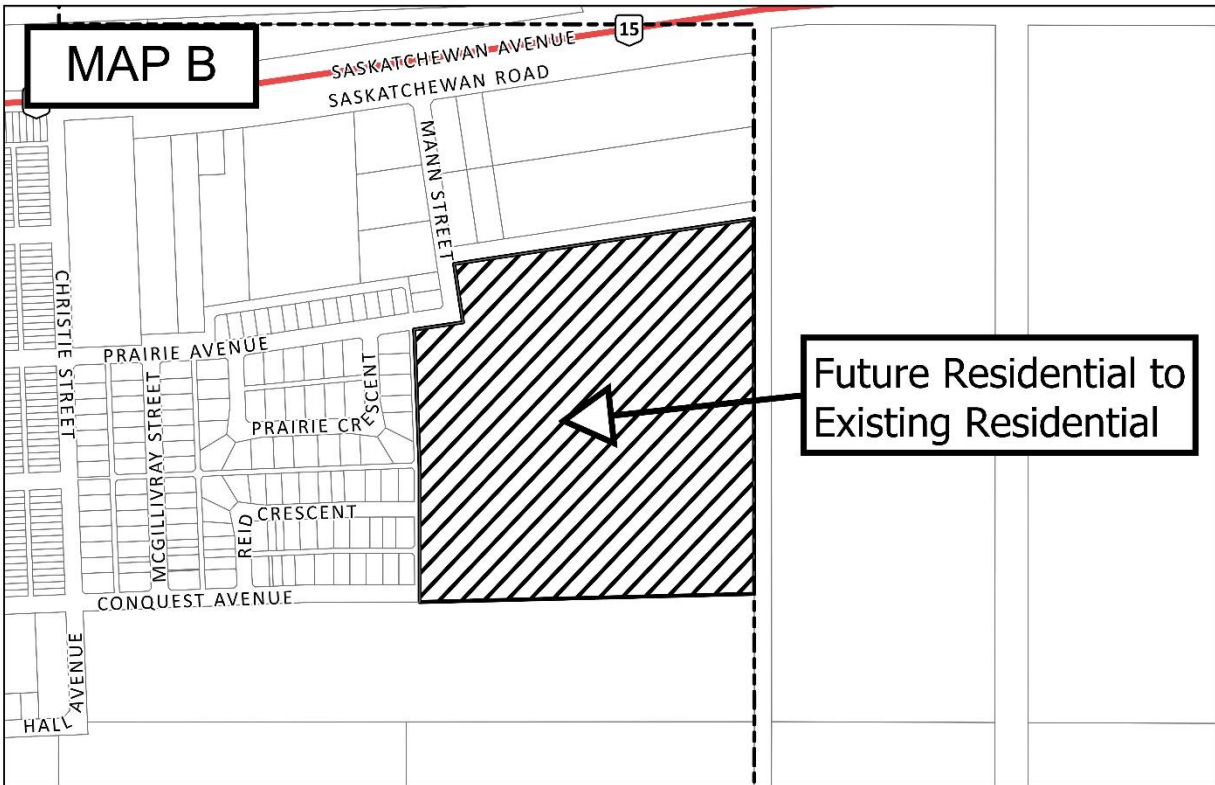 MAP B
15
SASKATCHEWAN AVENUE
SASKATCHEWAN ROAD
MANN STREET
CHRISTIE STREET
PRAIRIE AVENUE
MCGILLIVRAY STREET
PRAIRIE CRESCENT
REID CRESCENT
CONQUEST AVENUE
HALL AVENUE
Future Residential to
Existing Residential